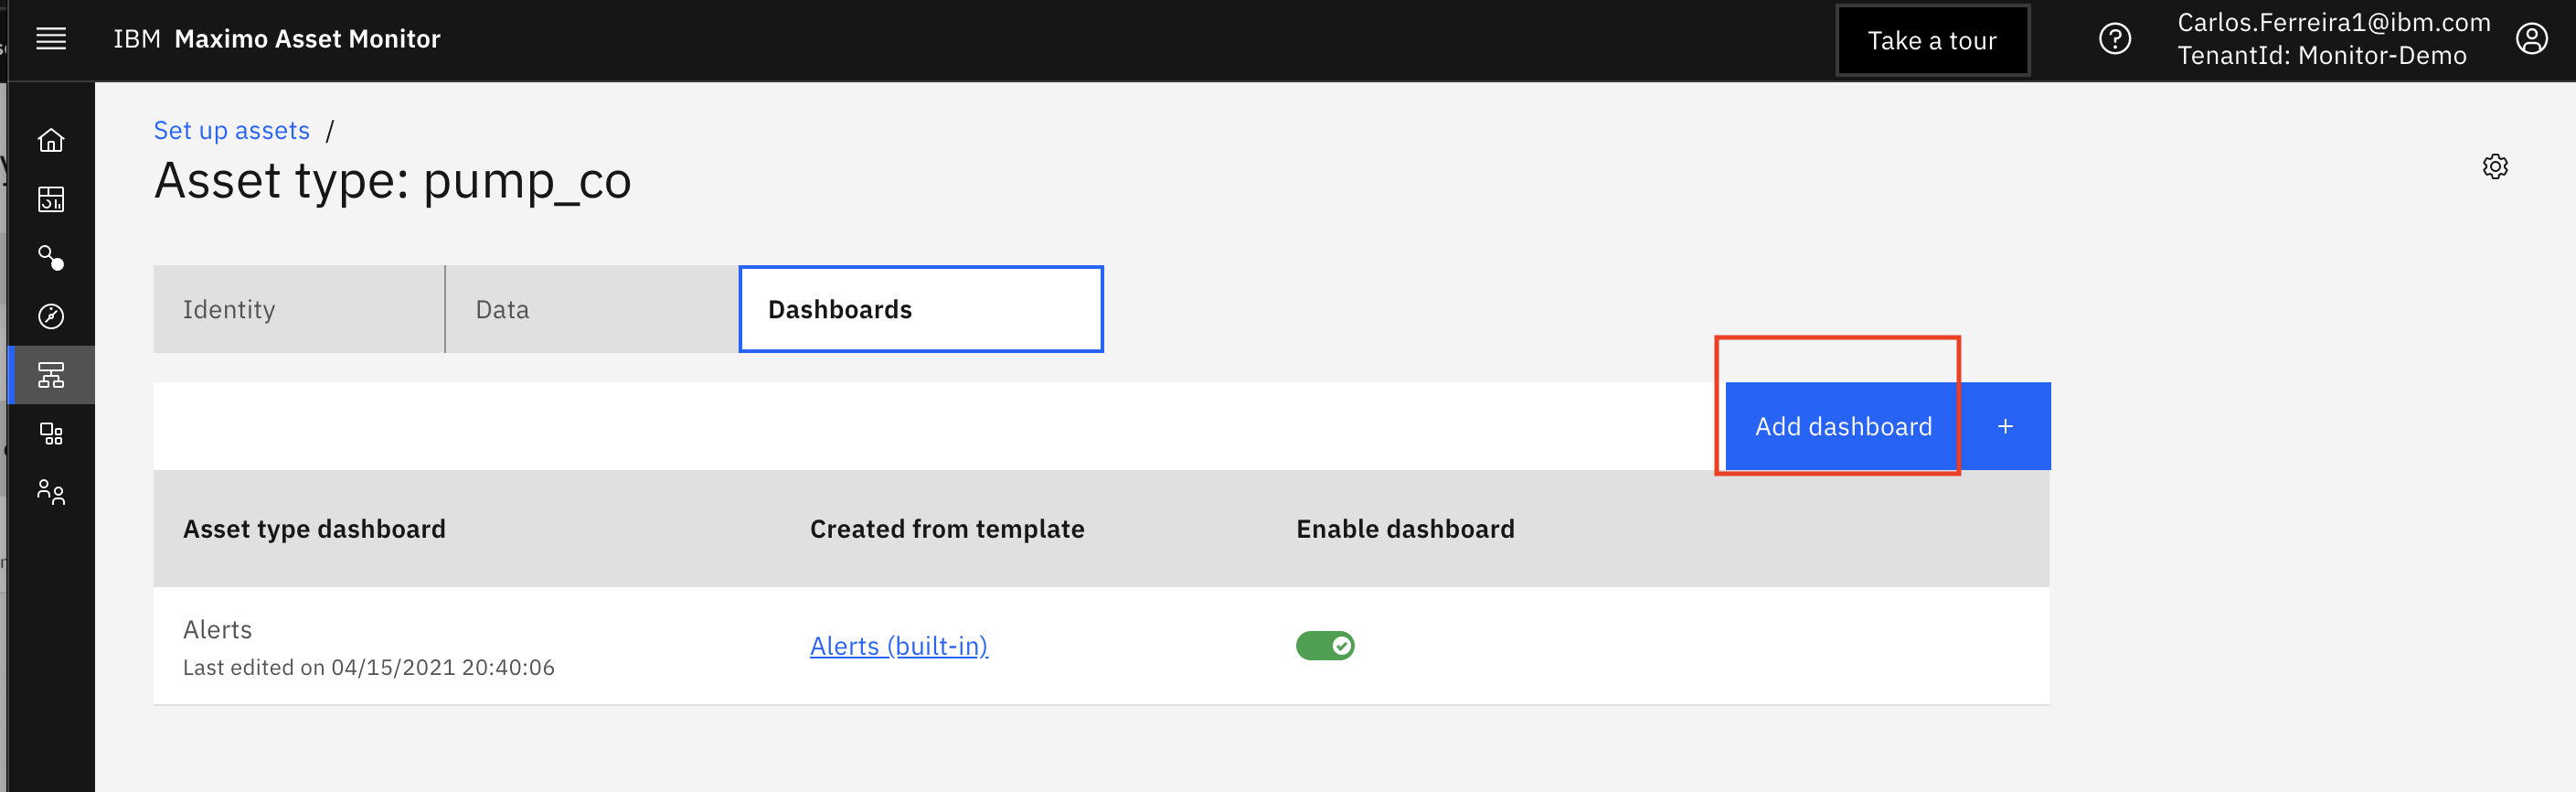 IBM Maximo Asset Monitor
Take a tour
Carlos.Ferreira1@ibm.com
TenantId: Monitor-Demo
Set up assets /
Asset type: pump_co
Identity
Data
Dashboards
Add dashboard +
Asset type dashboard
Created from template
Enable dashboard
Alerts
Last edited on 04/15/2021 20:40:06
Alerts (built-in)